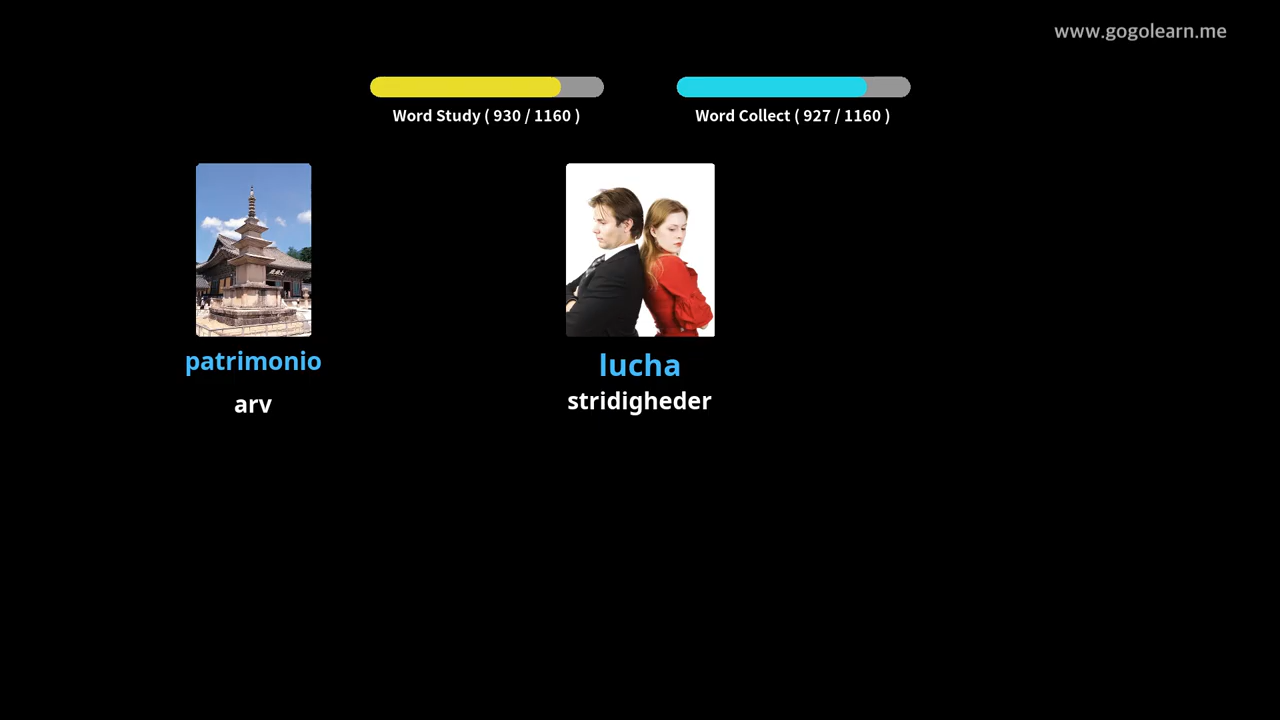 www.gogolearn.me
Word Study ( 930 / 1160 )
Word Collect ( 927 / 1160 )
patrimonio
arv
lucha
stridigheder